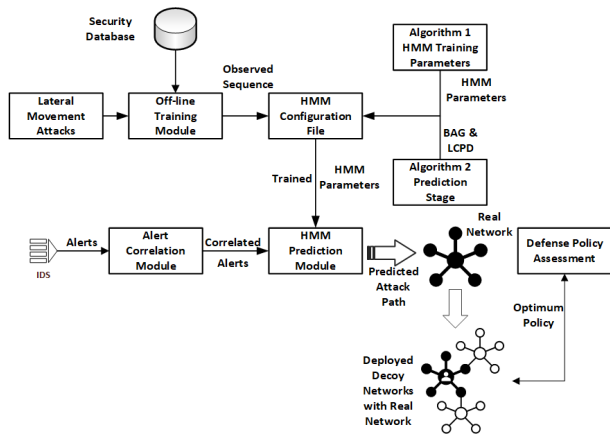 Security
Database
Algorithm 1
HMM Training
Parameters
Observed
Sequence
HMM
Parameters
Lateral
Movement
Attacks
Off-line
Training
Module
HMM
Configuration
File
BAG &
LCPD
Algorithm 2
Prediction
Stage
Trained
HMM
Parameters
Real
Network
IDS
Alerts
Alert
Correlation
Module
Correlated
Alerts
HMM
Prediction
Module
Predicted
Attack
Path
Defense Policy
Assessment
Optimum
Policy
Deployed
Decoy
Networks
with Real
Network